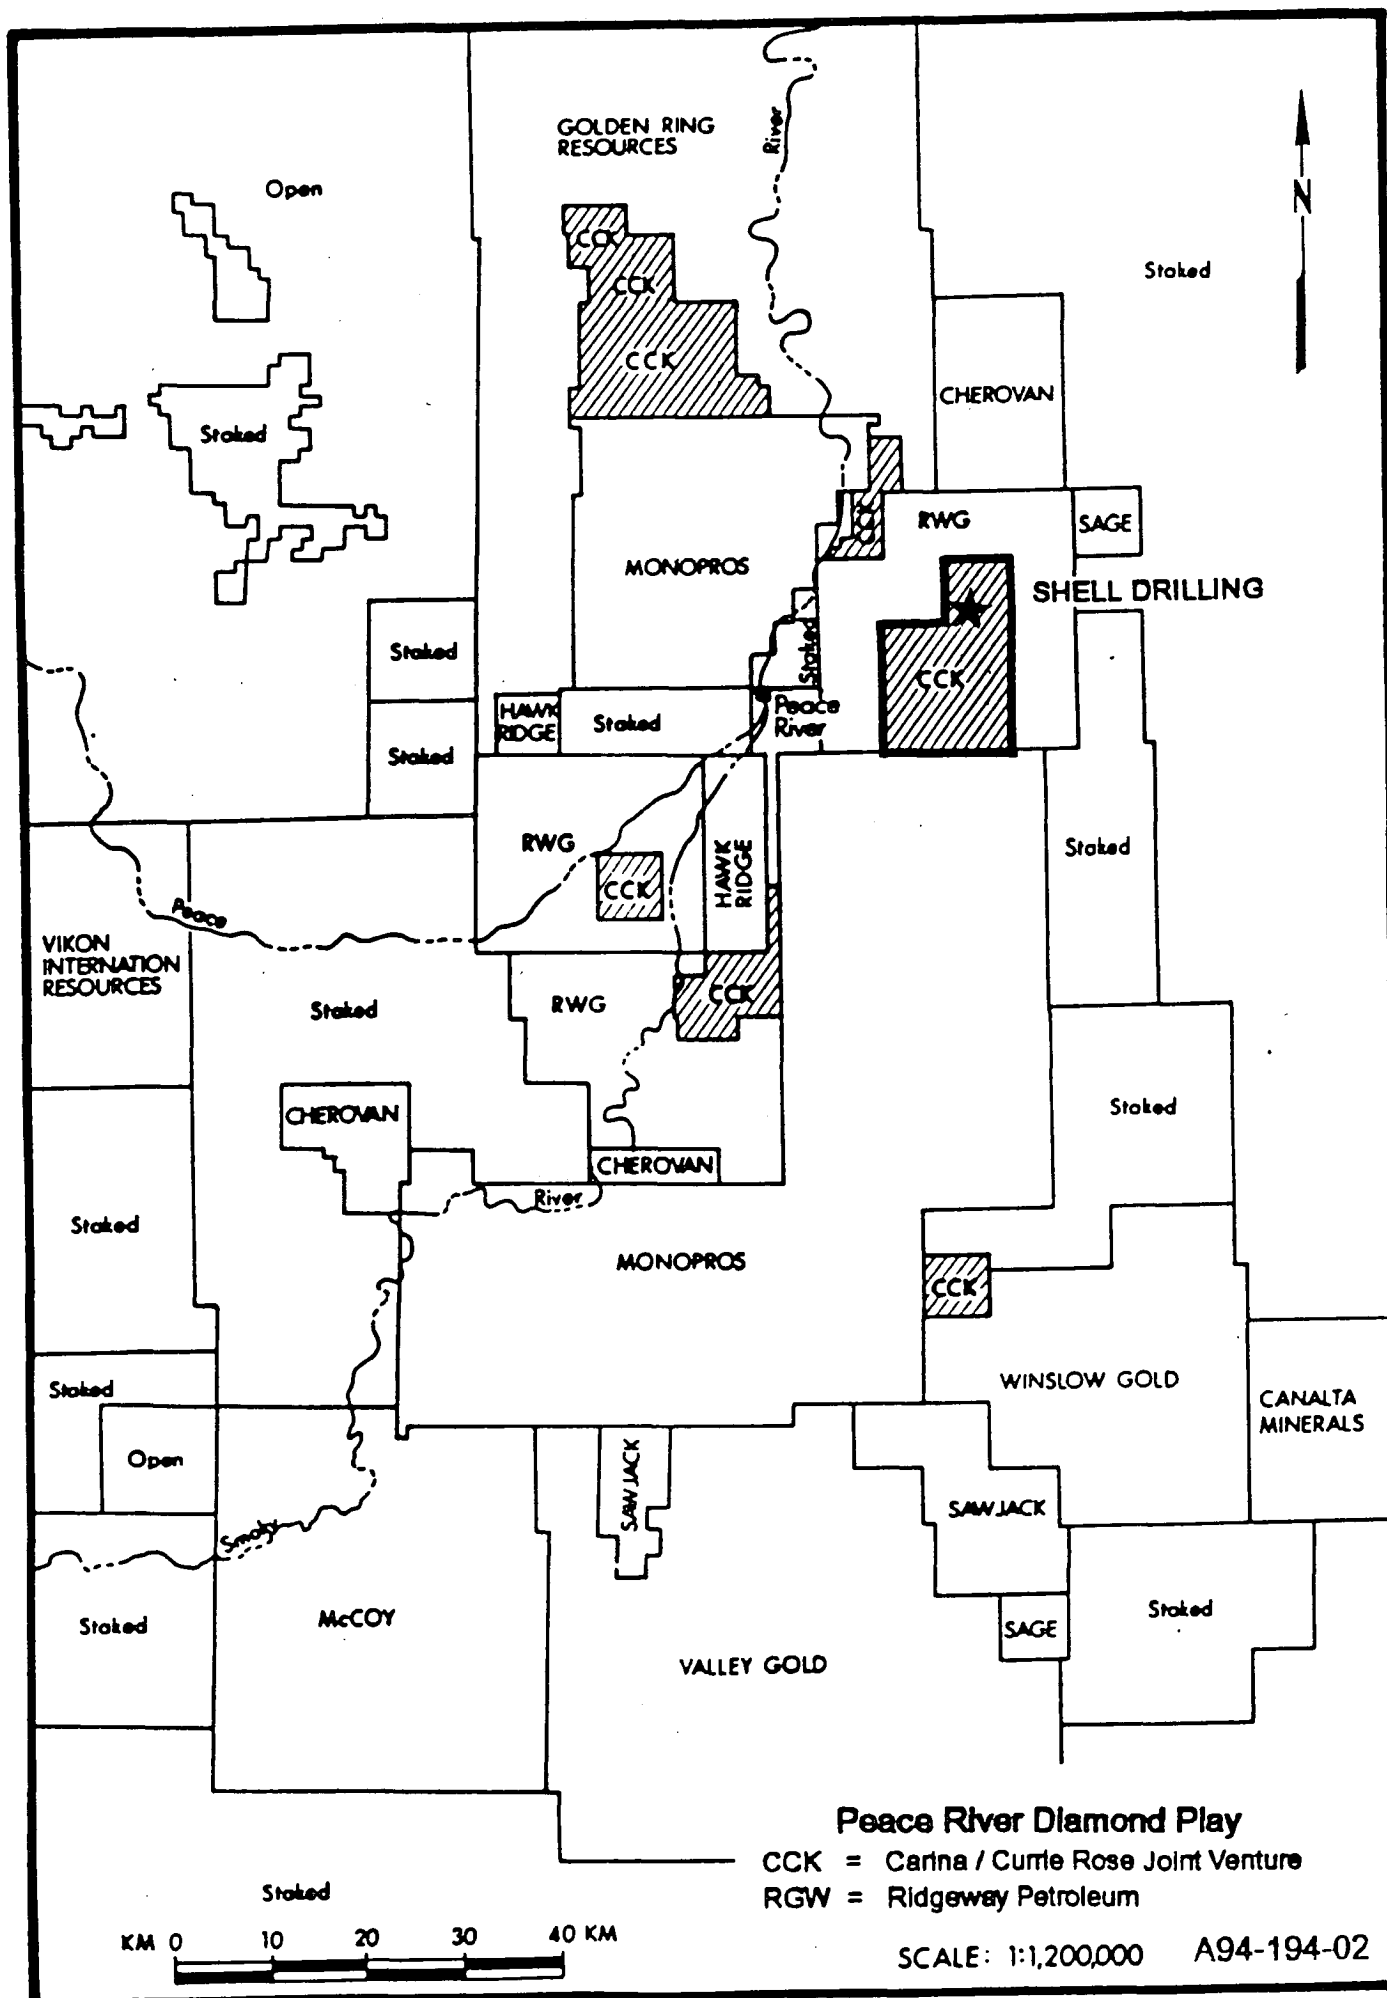 GOLDEN RING
RESOURCES
River
N
Open
CCK
CCK
Staked
CCK
CHEROVAN
Staked
CCK
RWG
SAGE
MONOPROS
SHELL DRILLING
Staked
Staked
CCK
HAWK
RIDGE
Staked
Peace
River
Staked
RWG
HAWK
RIDGE
Staked
CCK
Peace
VIKON
INTERNATION
RESOURCES
Staked
RWG
CCK
CHEROVAN
Staked
CHEROVAN
River
Staked
MONOPROS
CCK
Staked
WINSLOW GOLD
CANALTA
MINERALS
Open
SAWJACK
SAWJACK
Smoky
Staked
McCOY
Staked
SAGE
VALLEY GOLD
Peace River Diamond Play
CCK = Carina / Currie Rose Joint Venture
RGW = Ridgeway Petroleum
Staked
KM 0 10 20 30 40 KM
SCALE: 1:1,200,000 A94-194-02